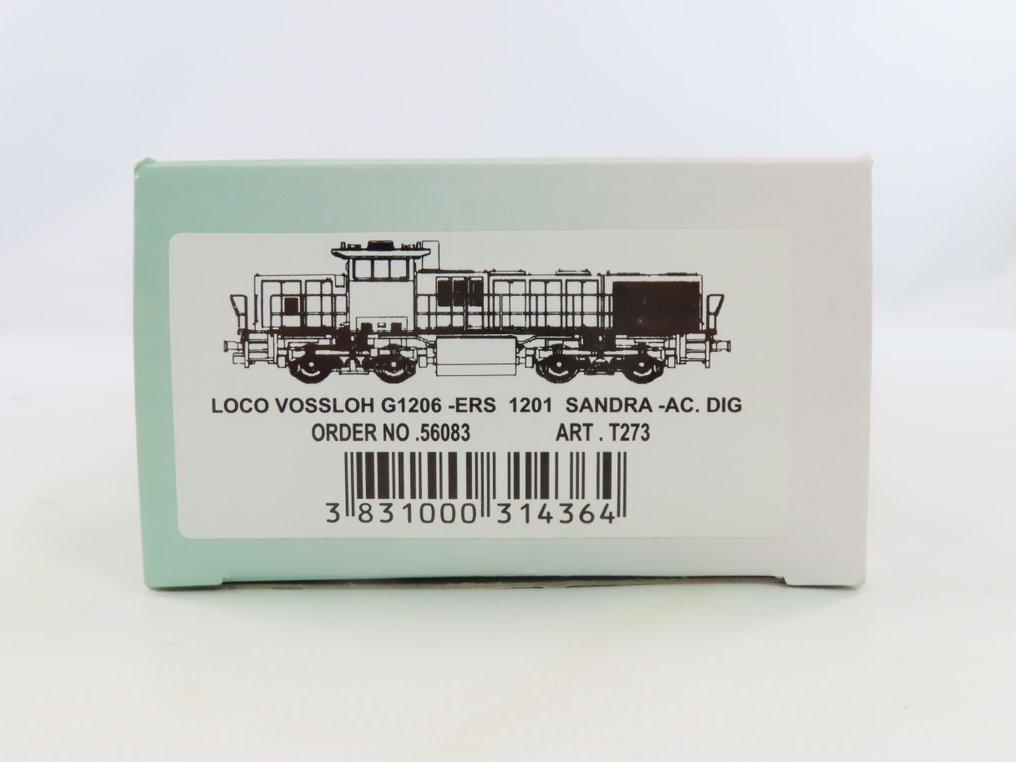 LOCO VOSSLOH G1206 -ERS 1201 SANDRA -AC. DIG
ORDER NO .56083 ART . T273
3 831000 314364